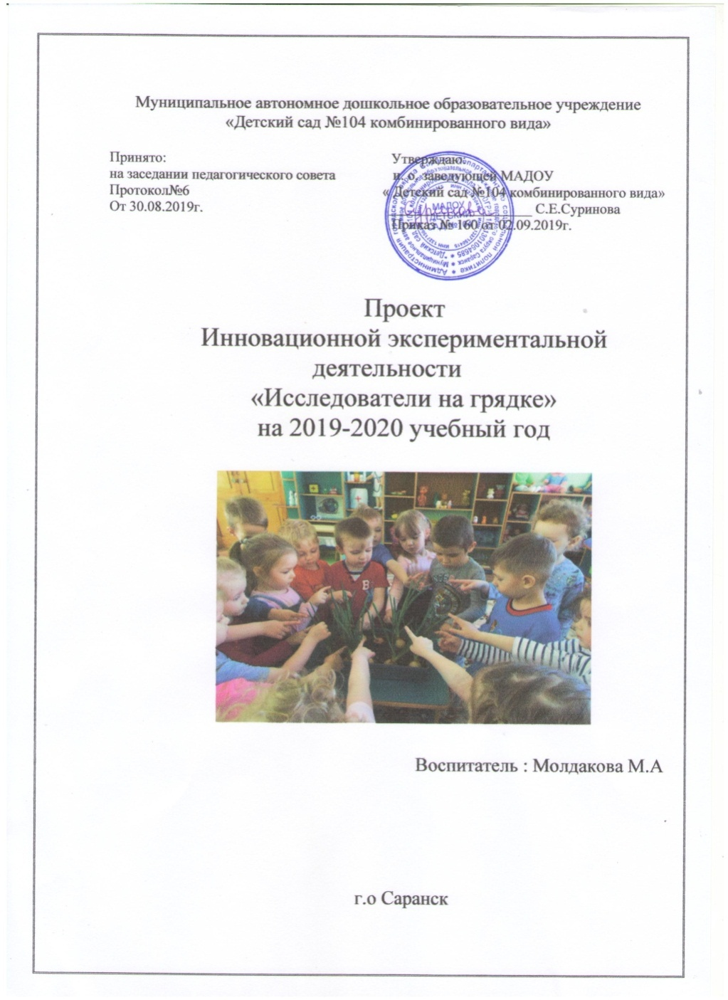 Муниципальное автономное дошкольное образовательное учреждение
«Детский сад №104 комбинированного вида»
Принято:
на заседании педагогического совета
Протокол№6
От 30.08.2019г.
Утверждаю:
и. о. заведующей МАДОУ
« Детский сад №104 комбинированного вида»
С.Е.Суринова
Приказ № 160 от 02.09.2019г.
МАДОУ
Проект
Инновационной экспериментальной
деятельности
«Исследователи на грядке»
на 2019-2020 учебный год
В
Воспитатель : Молдакова М.А
г.о Саранск